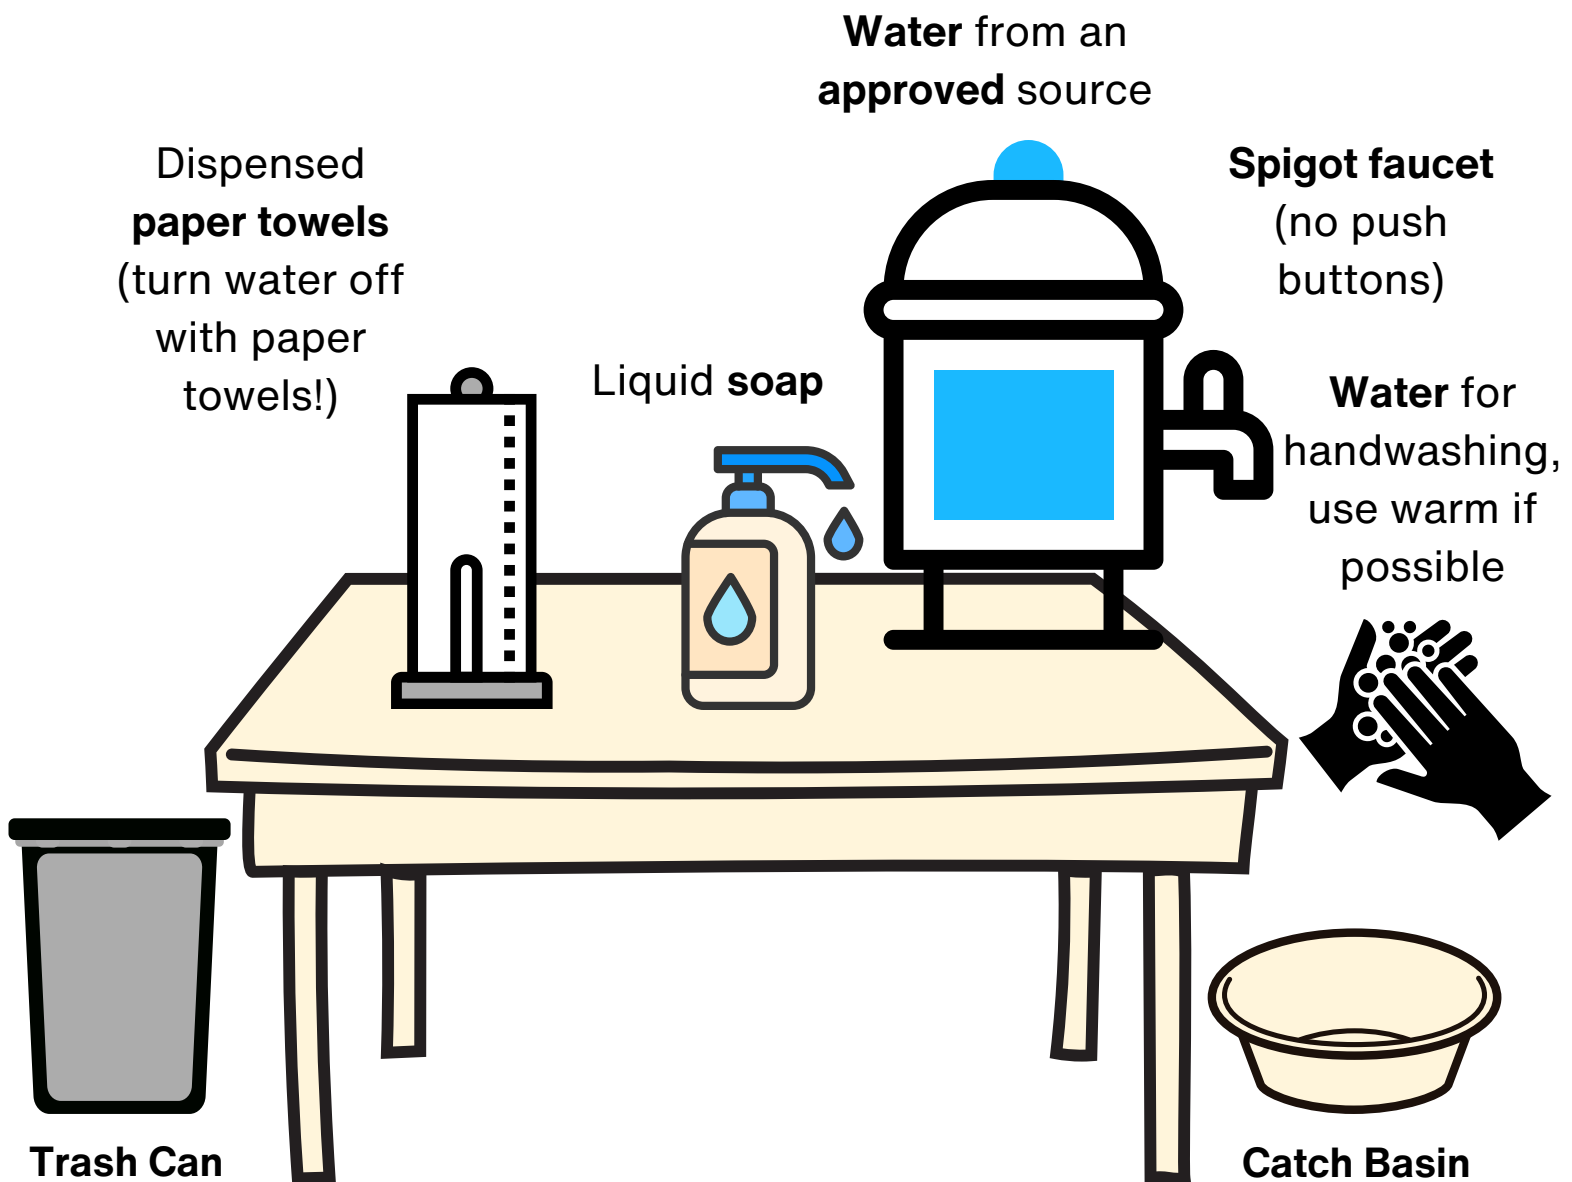 Water from an
approved source
Dispensed
paper towels
(turn water off
with paper
towels!)
Spigot faucet
(no push
buttons)
Liquid soap
Water for
handwashing,
use warm if
possible
Trash Can
Catch Basin